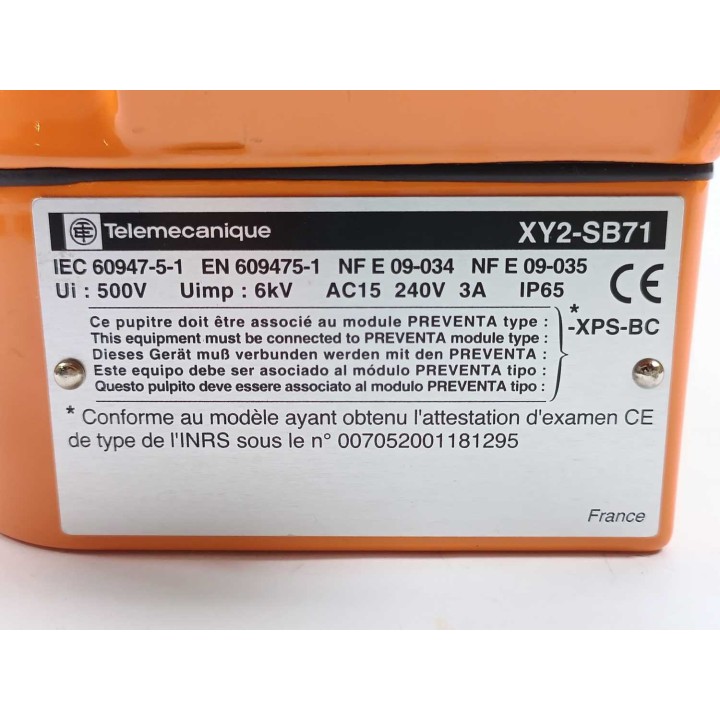 Telemecanique XY2-SB71
IEC 60947-5-1 EN 609475-1 NF E 09-034 NF E 09-035
Ui : 500V Uimp : 6kV AC15 240V 3A IP65 CE
Ce pupitre doit être associé au module PREVENTA type :
This equipment must be connected to PREVENTA module type :
Dieses Gerät muß verbunden werden mit den PREVENTA :
Este equipo debe ser asociado al módulo PREVENTA tipo :
Questo pulpito deve essere associato al modulo PREVENTA tipo :
*-XPS-BC
* Conforme au modèle ayant obtenu l'attestation d'examen CE
de type de l'INRS sous le n° 007052001181295
France